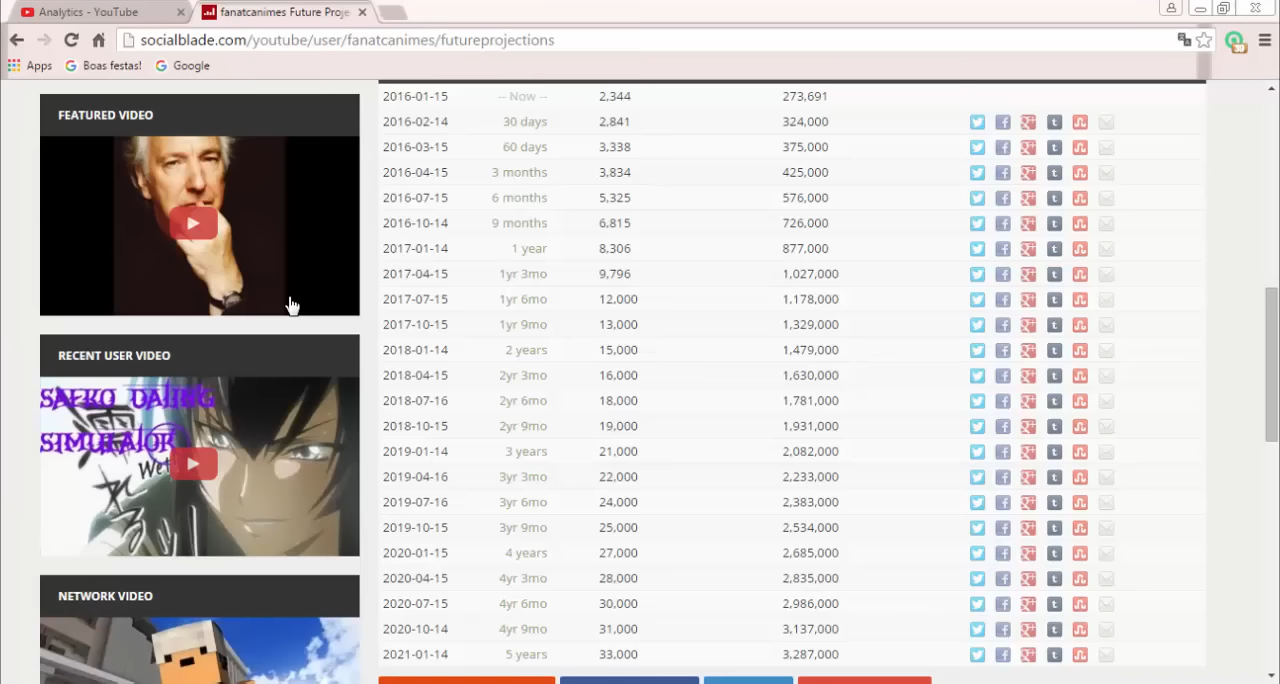 Analytics - YouTube
fanatcanimes Future Proje
socialblade.com/youtube/user/fanatcanimes/futureprojections
Apps
Boas festas!
Google
FEATURED VIDEO
RECENT USER VIDEO
SIMULATOR
NETWORK VIDEO
2016-01-15 -- Now -- 2,344 273,691
2016-02-14 30 days 2,841 324,000
2016-03-15 60 days 3,338 375,000
2016-04-15 3 months 3,834 425,000
2016-07-15 6 months 5,325 576,000
2016-10-14 9 months 6,815 726,000
2017-01-14 1 year 8,306 877,000
2017-04-15 1yr 3mo 9,796 1,027,000
2017-07-15 1yr 6mo 12,000 1,178,000
2017-10-15 1yr 9mo 13,000 1,329,000
2018-01-14 2 years 15,000 1,479,000
2018-04-15 2yr 3mo 16,000 1,630,000
2018-07-16 2yr 6mo 18,000 1,781,000
2018-10-15 2yr 9mo 19,000 1,931,000
2019-01-14 3 years 21,000 2,082,000
2019-04-16 3yr 3mo 22,000 2,233,000
2019-07-16 3yr 6mo 24,000 2,383,000
2019-10-15 3yr 9mo 25,000 2,534,000
2020-01-15 4 years 27,000 2,685,000
2020-04-15 4yr 3mo 28,000 2,835,000
2020-07-15 4yr 6mo 30,000 2,986,000
2020-10-14 4yr 9mo 31,000 3,137,000
2021-01-14 5 years 33,000 3,287,000